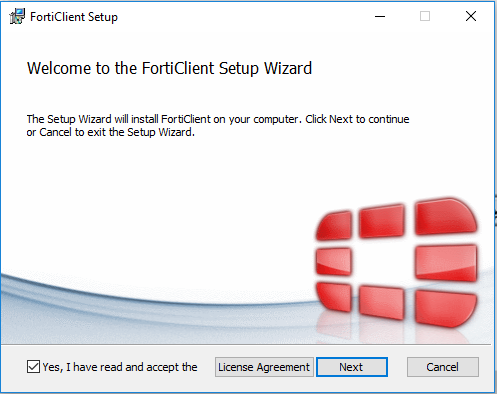 FortiClient Setup
Welcome to the FortiClient Setup Wizard
The Setup Wizard will install FortiClient on your computer. Click Next to continue
or Cancel to exit the Setup Wizard.
Yes, I have read and accept the License Agreement Next Cancel